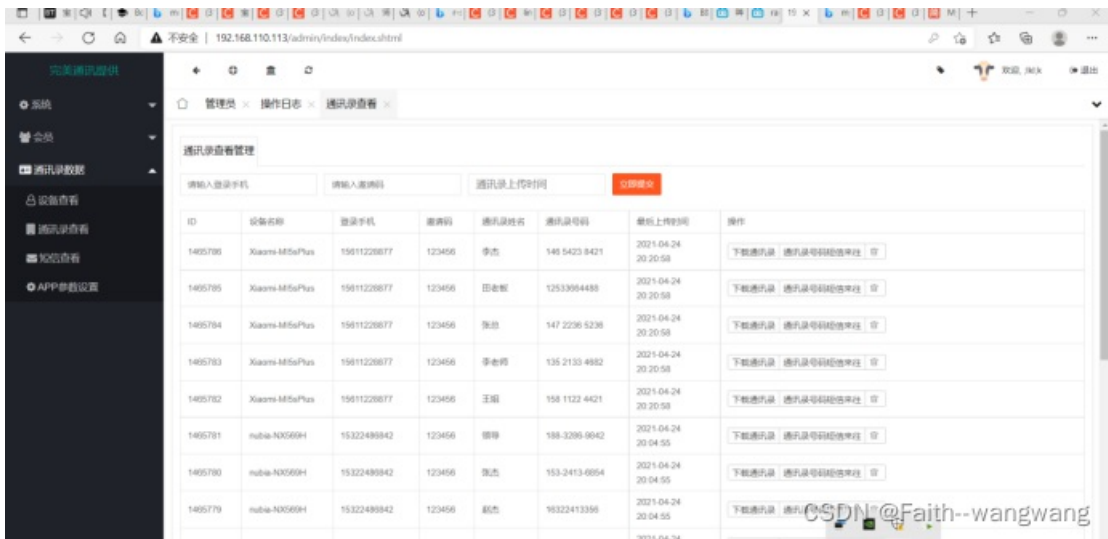 不安全 192.168.110.113/admin/index/index.shtml
完美通讯提供
欢迎,
退出
系统
会员
通讯录数据
设备查看
通讯录查看
短信查看
APP参数设置
管理员 × 操作日志 × 通讯录查看 ×
通讯录查看管理
请输入登录手机 请输入邀请码 通讯录上传时间 立即提交
ID 设备名称 登录手机 邀请码 通讯录姓名 通讯录号码 最后上传时间 操作
1465786 Xiaomi-MI5sPlus 15611228877 123456 李杰 146 5423 8421 2021-04-24 20:20:58 下载通讯录 通讯录号码短信来往
1465785 Xiaomi-MI5sPlus 15611228877 123456 田老板 12533664488 2021-04-24 20:20:58 下载通讯录 通讯录号码短信来往
1465784 Xiaomi-MI5sPlus 15611228877 123456 张总 147 2236 5236 2021-04-24 20:20:58 下载通讯录 通讯录号码短信来往
1465783 Xiaomi-MI5sPlus 15611228877 123456 李老师 135 2133 4682 2021-04-24 20:20:58 下载通讯录 通讯录号码短信来往
1465782 Xiaomi-MI5sPlus 15611228877 123456 王娟 158 1122 4421 2021-04-24 20:20:58 下载通讯录 通讯录号码短信来往
1465781 nubia-NX569H 15322486842 123456 领导 188-3286-9642 2021-04-24 20:04:55 下载通讯录 通讯录号码短信来往
1465780 nubia-NX569H 15322486842 123456 张杰 153-2413-6854 2021-04-24 20:04:55 下载通讯录 通讯录号码短信来往
1465779 nubia-NX569H 15322486842 123456 赵杰 16322413356 2021-04-24 20:04:55 下载通讯录
CSDN @Faith--wangwang